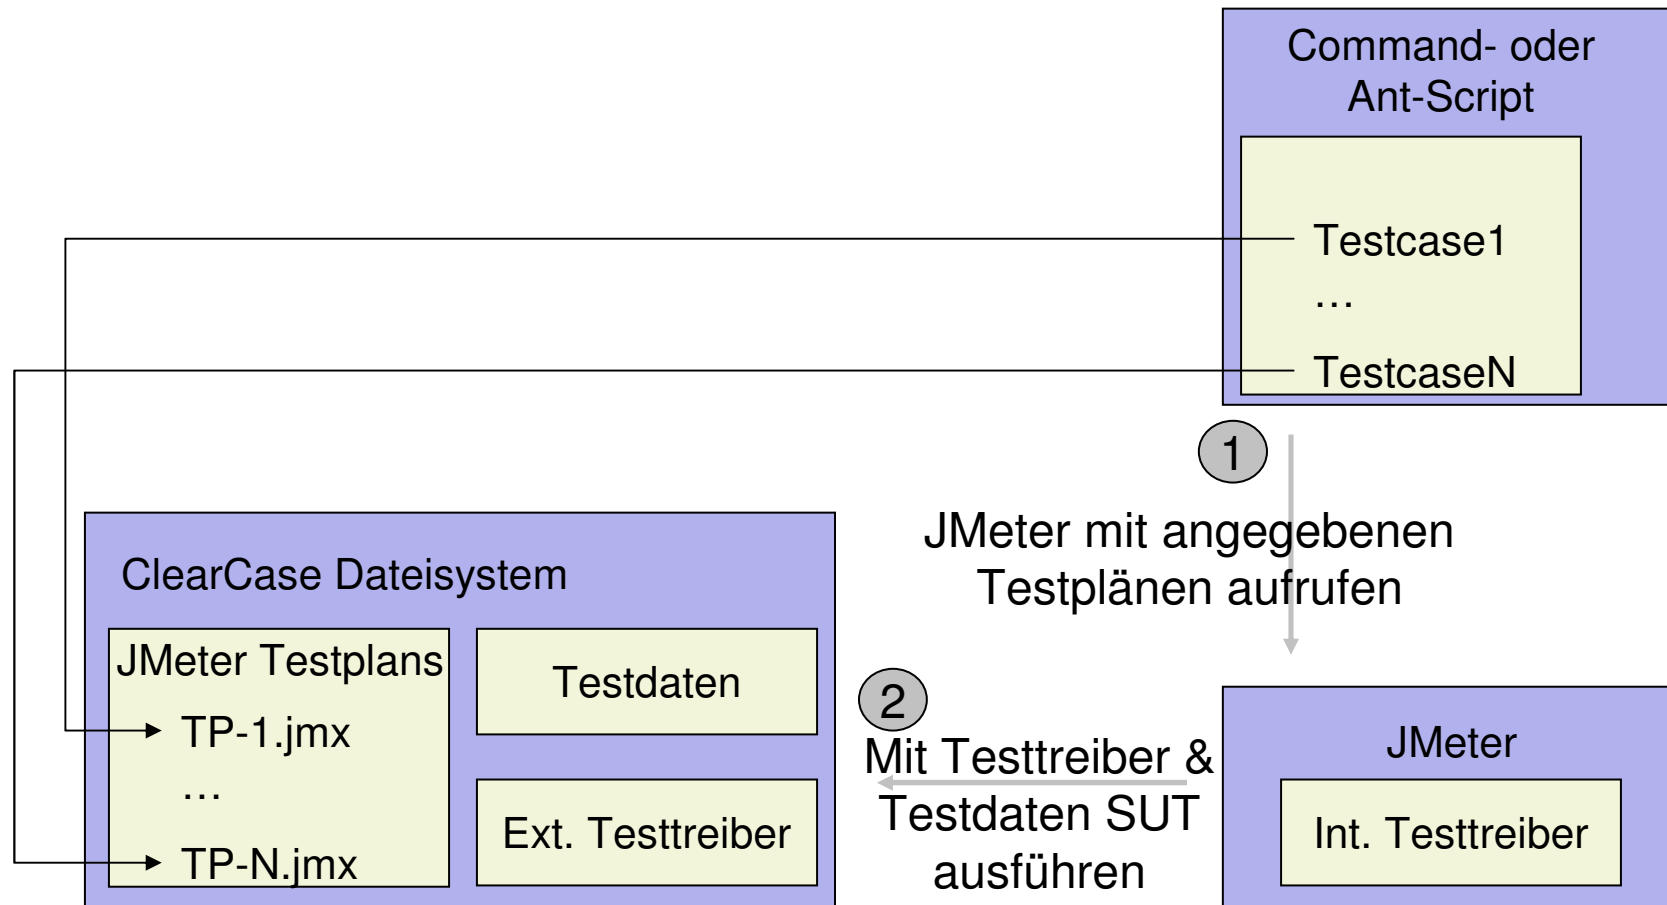 Command- oder
Ant-Script
Testcase1
…
TestcaseN
1
JMeter mit angegebenen
Testplänen aufrufen
ClearCase Dateisystem
JMeter Testplans
TP-1.jmx
…
TP-N.jmx
Testdaten
Ext. Testtreiber
2
Mit Testtreiber &
Testdaten SUT
ausführen
JMeter
Int. Testtreiber